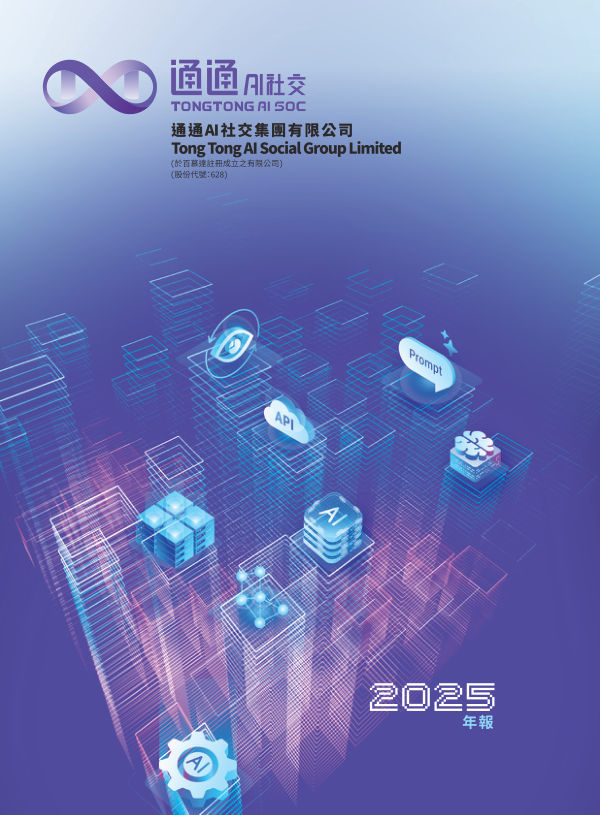 通通AI社交
TONGTONG AI SOC
通通AI社交集團有限公司
Tong Tong AI Social Group Limited
(於百慕達註冊成立之有限公司)
(股份代號：628)
Prompt
API
AI
2025
年報
AI